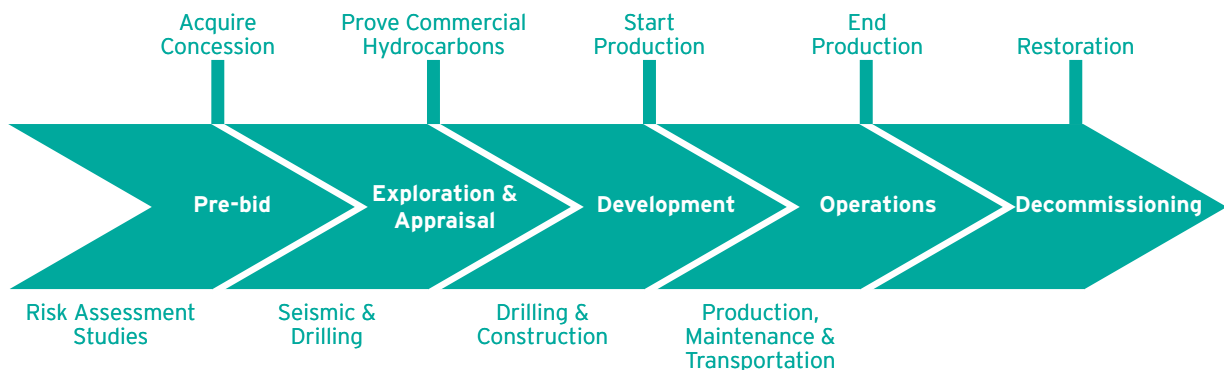 Acquire
Concession
Prove Commercial
Hydrocarbons
Start
Production
End
Production
Restoration
Pre-bid
Exploration &
Appraisal
Development
Operations
Decommissioning
Risk Assessment
Studies
Seismic &
Drilling
Drilling &
Construction
Production,
Maintenance &
Transportation